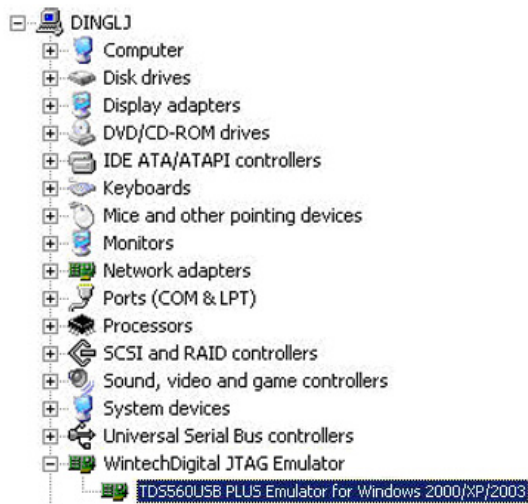 DINGLJ
Computer
Disk drives
Display adapters
DVD/CD-ROM drives
IDE ATA/ATAPI controllers
Keyboards
Mice and other pointing devices
Monitors
Network adapters
Ports (COM & LPT)
Processors
SCSI and RAID controllers
Sound, video and game controllers
System devices
Universal Serial Bus controllers
WintechDigital JTAG Emulator
TDS560USB PLUS Emulator for Windows 2000/XP/2003